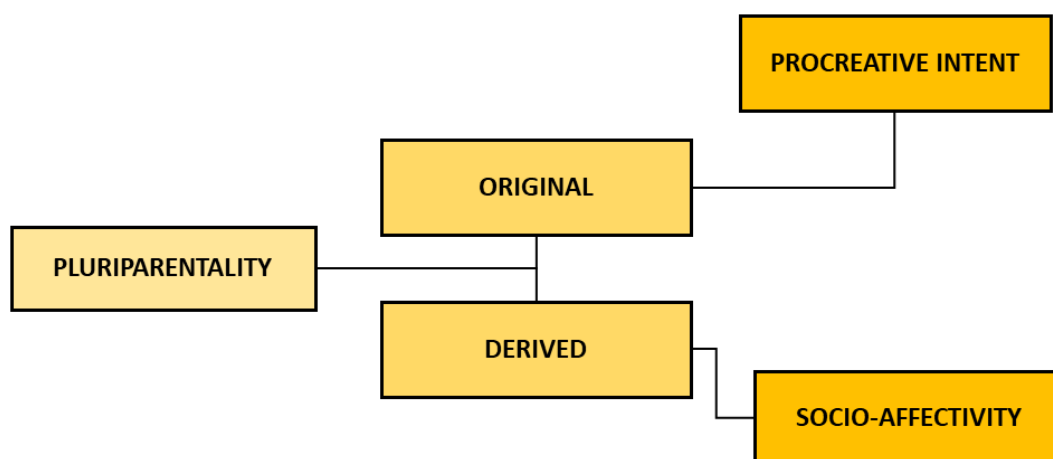 PROCREATIVE INTENT
ORIGINAL
PLURIPARENTALITY
DERIVED
SOCIO-AFFECTIVITY